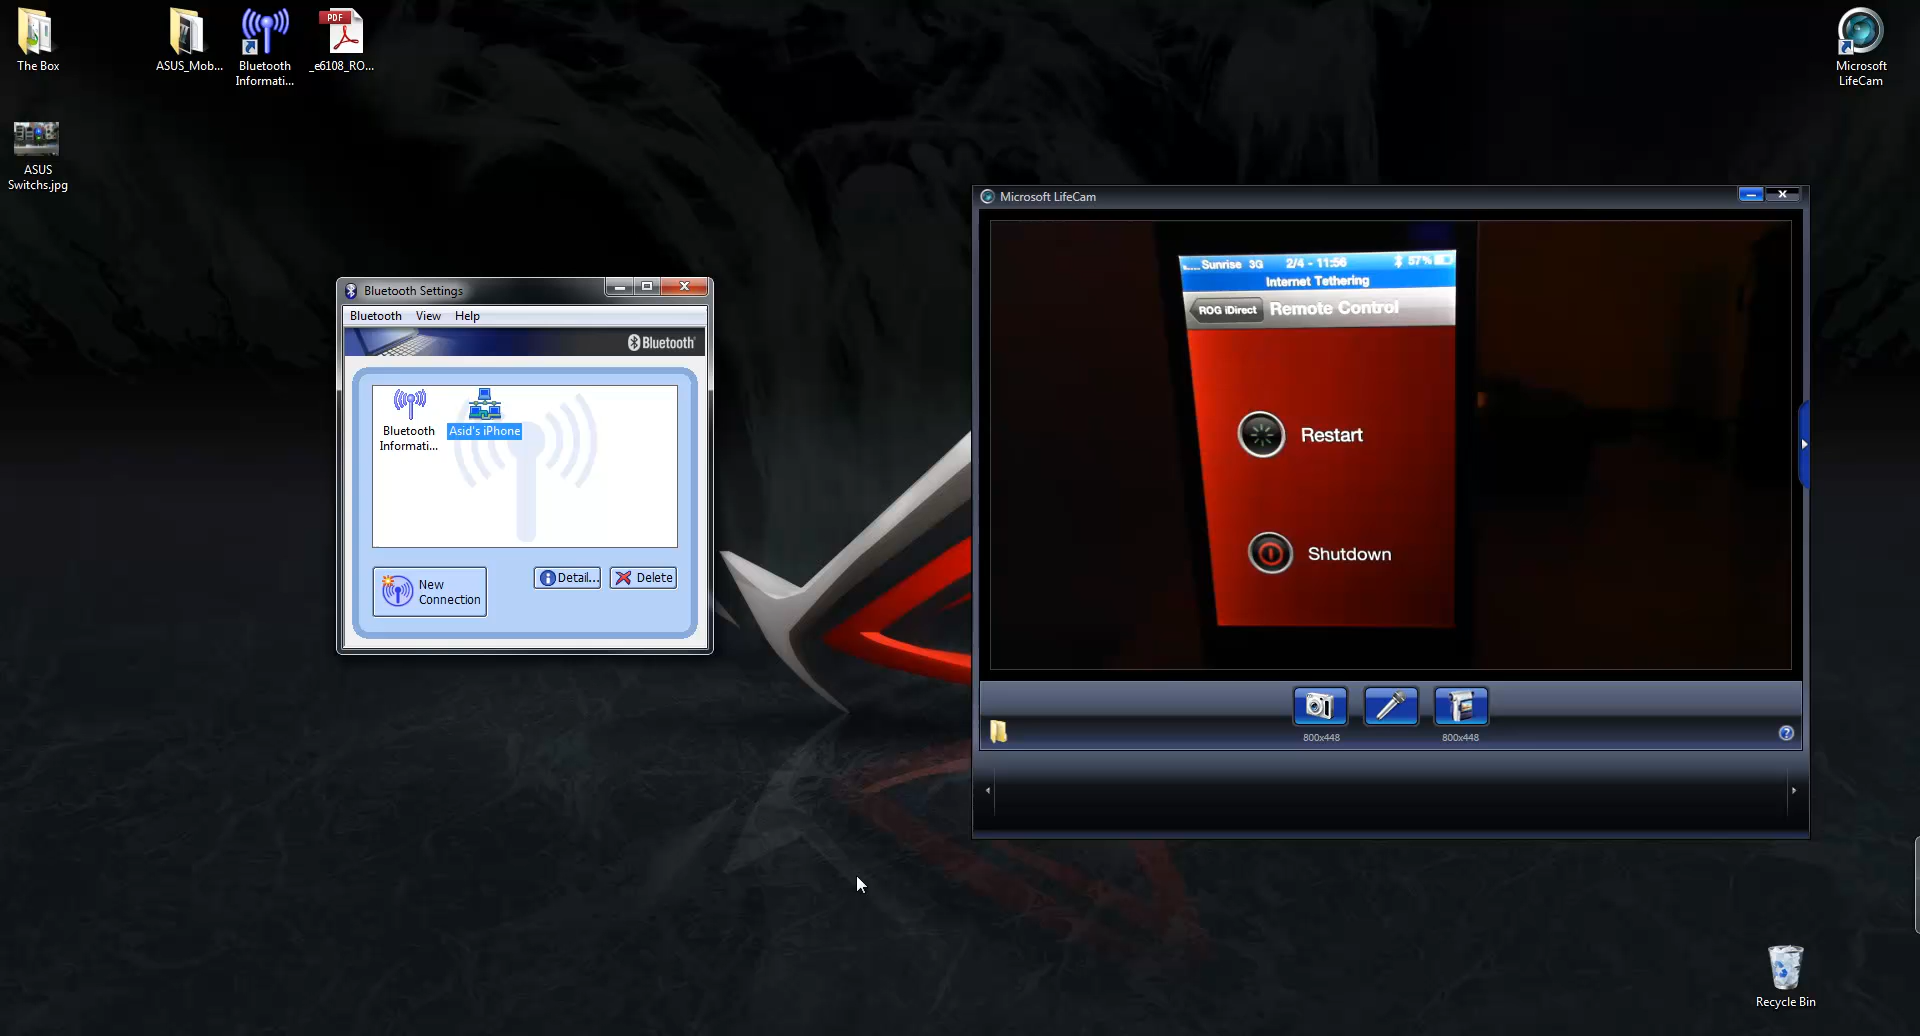 The Box
ASUS_Mob...
Bluetooth
Informati...
PDF
_e6108_RO...
Microsoft
LifeCam
ASUS
Switchs.jpg
Bluetooth Settings
Bluetooth View Help
Bluetooth
Bluetooth
Informati...
Asid's iPhone
New
Connection
Detail...
Delete
Microsoft LifeCam
Sunrise 3G 2/4 - 11:56 57%
Internet Tethering
ROG iDirect Remote Control
Restart
Shutdown
800x448
800x448
Recycle Bin